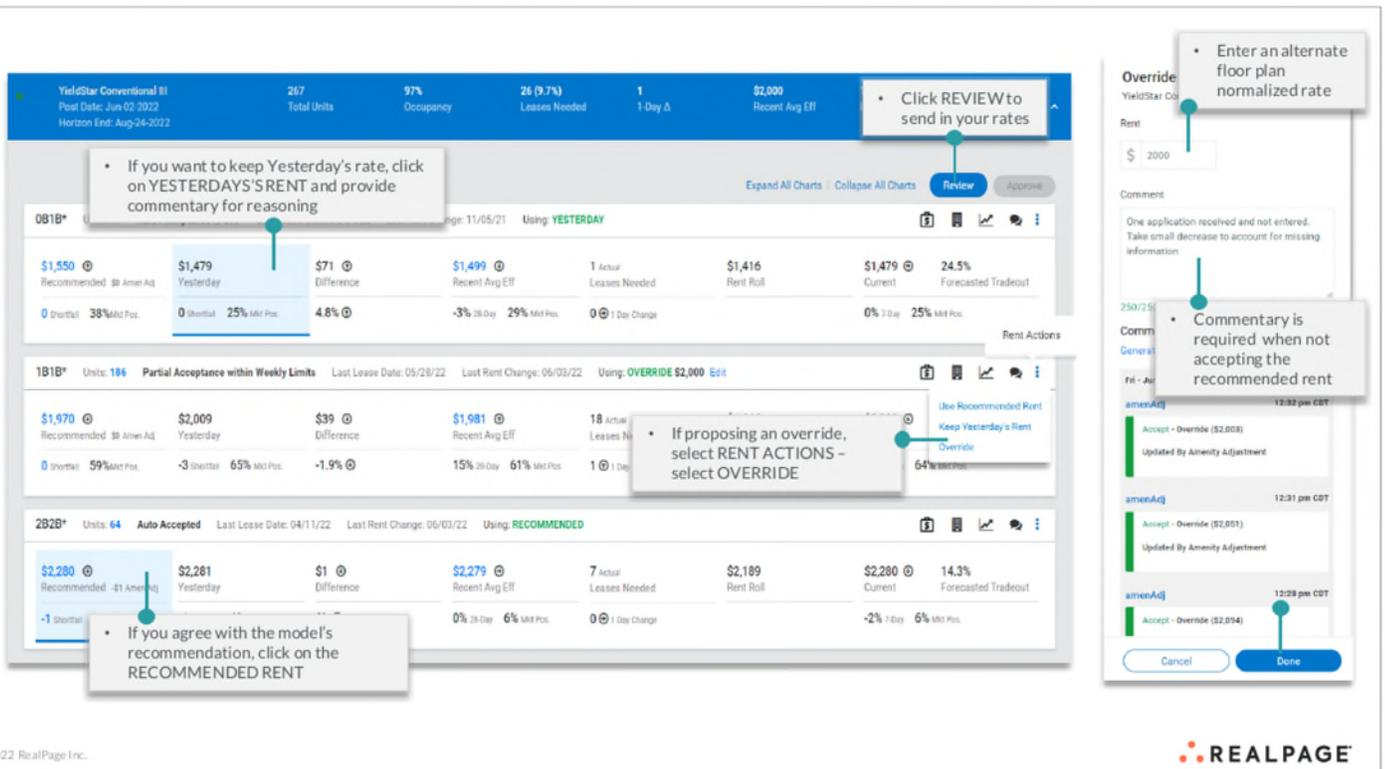 YieldStar Conventional III
Post Date: Jun-02-2022
Horizon End: Aug-24-2022
267
Total Units
97%
Occupancy
26 (9.7%)
Leases Needed
1
1-Day Δ
$2,000
Recent Avg Eff
• Click REVIEW to
send in your rates
• If you want to keep Yesterday's rate, click
on YESTERDAYS'S RENT and provide
commentary for reasoning
Expand All Charts | Collapse All Charts
Review
Approve
0B1B*
11/05/21 Using: YESTERDAY
$1,550
Recommended $0 Amen Adj
$1,479
Yesterday
$71
Difference
$1,499
Recent Avg Eff
1 Actual
Leases Needed
$1,416
Rent Roll
$1,479
Current
24.5%
Forecasted Tradeout
0 Shortfall 38% Mkt Pos.
0 Shortfall 25% Mkt Pos.
4.8%
-3% 28-Day 29% Mkt Pos.
0 1 Day Change
0% 7-Day 25% Mkt Pos.
Rent Actions
1B1B* Units: 186 Partial Acceptance within Weekly Limits Last Lease Date: 05/28/22 Last Rent Change: 06/03/22 Using: OVERRIDE $2,000 Edit
$1,970
Recommended $0 Amen Adj
$2,009
Yesterday
$39
Difference
$1,981
Recent Avg Eff
18 Actual
Leases
Use Recommended Rent
Keep Yesterday's Rent
Override
0 Shortfall 59% Mkt Pos.
-3 Shortfall 65% Mkt Pos.
-1.9%
15% 28-Day 61% Mkt Pos.
1
64%
• If proposing an override,
select RENT ACTIONS –
select OVERRIDE
2B2B* Units: 64 Auto Accepted Last Lease Date: 04/11/22 Last Rent Change: 06/03/22 Using: RECOMMENDED
$2,280
Recommended -$1 Amen Adj
$2,281
Yesterday
$1
Difference
$2,279
Recent Avg Eff
7 Actual
Leases Needed
$2,189
Rent Roll
$2,280
Current
14.3%
Forecasted Tradeout
-1 Shortfall
0% 28-Day 6% Mkt Pos.
0 1 Day Change
-2% 7-Day 6% Mkt Pos.
• If you agree with the model's
recommendation, click on the
RECOMMENDED RENT
Override
YieldStar
• Enter an alternate
floor plan
normalized rate
Rent
$ 2000
Comment
One application received and not entered.
Take small decrease to account for missing
information
• Commentary is
required when not
accepting the
recommended rent
amenAdj 12:32 pm CDT
Accept - Override ($2,003)
Updated By Amenity Adjustment
amenAdj 12:31 pm CDT
Accept - Override ($2,051)
Updated By Amenity Adjustment
amenAdj 12:28 pm CDT
Accept - Override ($2,094)
Cancel
Done
22 RealPage Inc.
REALPAGE